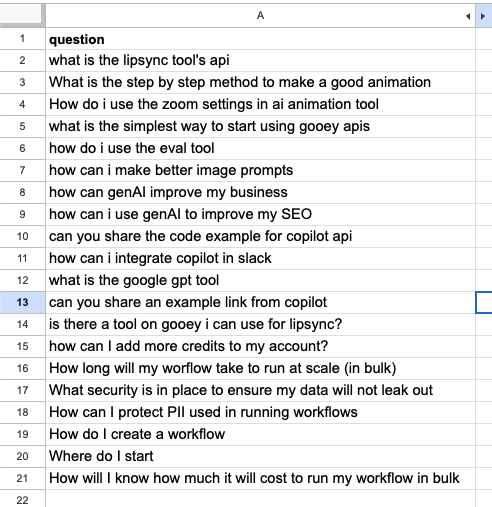 A
1 question
2 what is the lipsync tool's api
3 What is the step by step method to make a good animation
4 How do i use the zoom settings in ai animation tool
5 what is the simplest way to start using gooey apis
6 how do i use the eval tool
7 how can i make better image prompts
8 how can genAI improve my business
9 how can i use genAI to improve my SEO
10 can you share the code example for copilot api
11 how can i integrate copilot in slack
12 what is the google gpt tool
13 can you share an example link from copilot
14 is there a tool on gooey i can use for lipsync?
15 how can I add more credits to my account?
16 How long will my worflow take to run at scale (in bulk)
17 What security is in place to ensure my data will not leak out
18 How can I protect PII used in running workflows
19 How do I create a workflow
20 Where do I start
21 How will I know how much it will cost to run my workflow in bulk
22